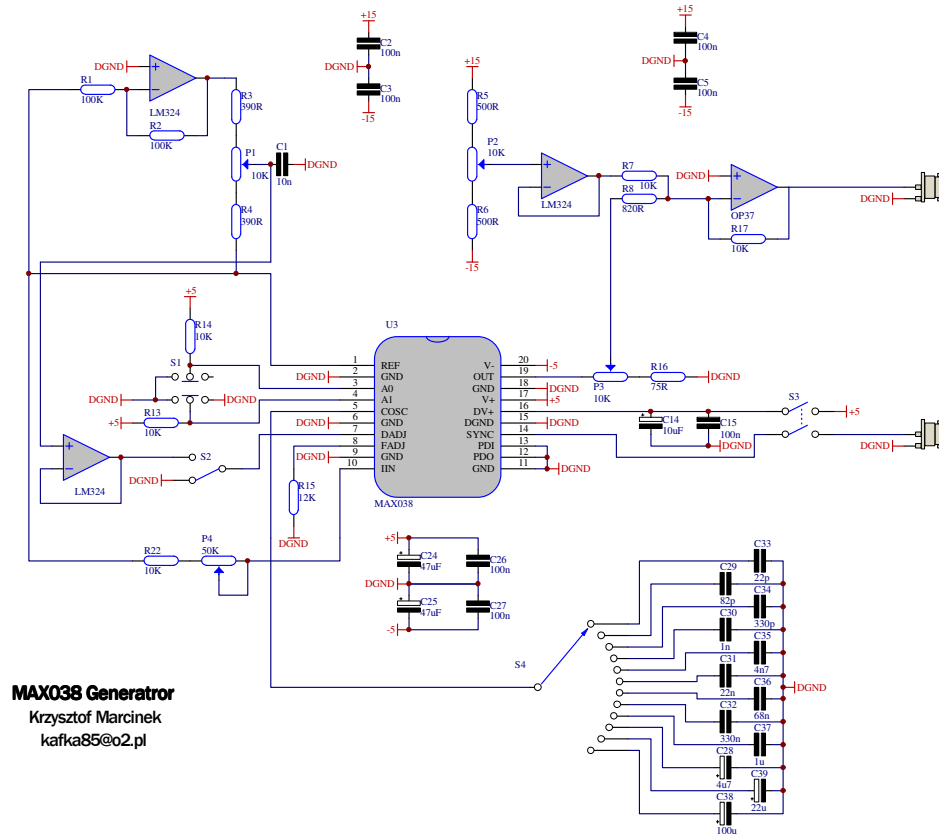 +15
C2
100n
DGND
C3
100n
-15
+15
C4
100n
DGND
C5
100n
-15
DGND
R1
100K
LM324
R2
100K
R3
390R
P1
10K
C1
10n
DGND
R4
390R
+15
R5
500R
P2
10K
LM324
R6
500R
-15
R7
10K
R8
820R
DGND
OP37
R17
10K
DGND
+5
R14
10K
S1
DGND
DGND
+5
R13
10K
LM324
S2
DGND
U3
1 REF V- 20 -5
DGND 2 GND OUT 19
3 A0 GND 18 DGND
4 A1 V+ 17 +5
5 COSC DV+ 16
DGND 6 GND DGND 15 DGND
7 DADJ SYNC 14
8 FADJ PDI 13
DGND 9 GND PDO 12
10 IIN GND 11 DGND
MAX038
P3
10K
R16
75R
DGND
C14
10uF
C15
100n
DGND
S3
+5
DGND
R15
12K
DGND
R22
10K
P4
50K
+5
C24
47uF
C26
100n
DGND
C25
47uF
C27
100n
-5
S4
C33
22p
C29
82p
C34
330p
C30
1n
C35
4n7
C31
22n
C36
68n
C32
330n
C37
1u
C28
4u7
C39
22u
C38
100u
DGND
MAX038 Generatror
Krzysztof Marcinek
kafka85@o2.pl